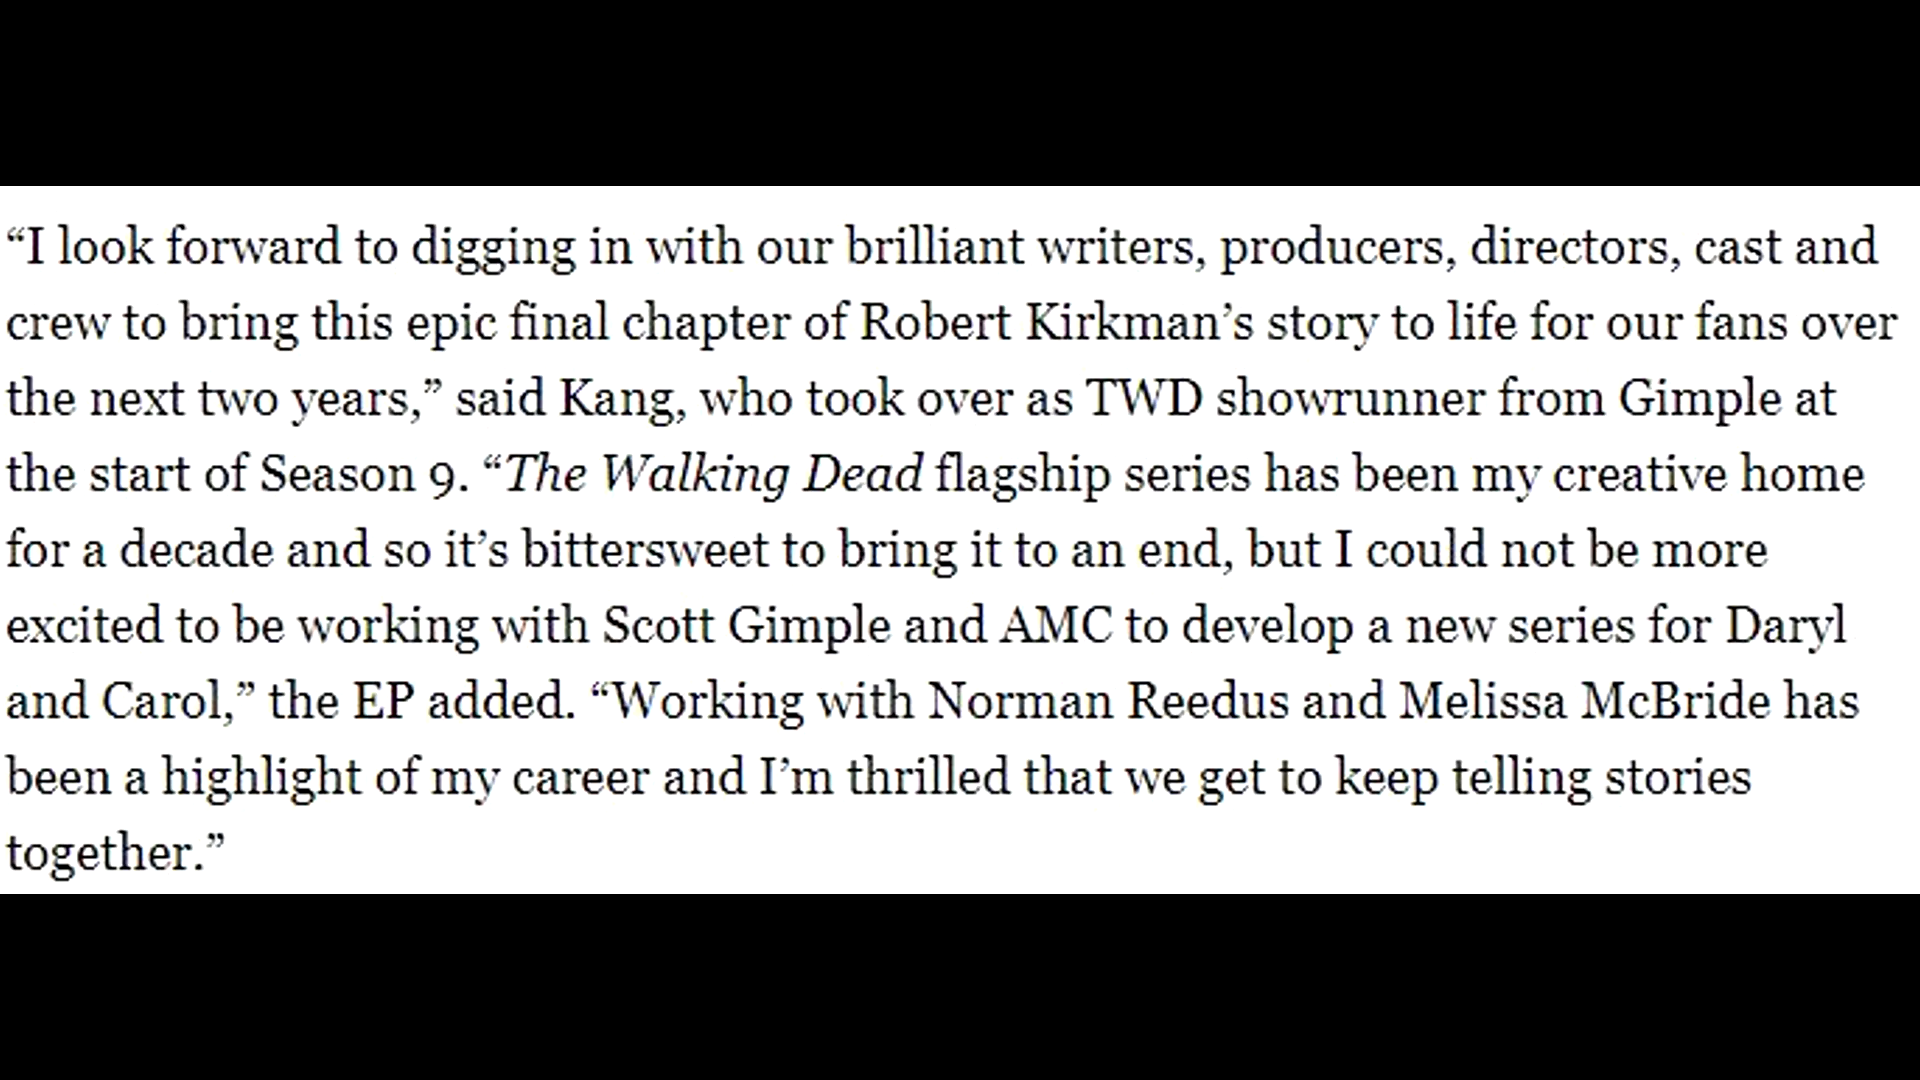 “I look forward to digging in with our brilliant writers, producers, directors, cast and
crew to bring this epic final chapter of Robert Kirkman’s story to life for our fans over
the next two years,” said Kang, who took over as TWD showrunner from Gimple at
the start of Season 9. “The Walking Dead flagship series has been my creative home
for a decade and so it’s bittersweet to bring it to an end, but I could not be more
excited to be working with Scott Gimple and AMC to develop a new series for Daryl
and Carol,” the EP added. “Working with Norman Reedus and Melissa McBride has
been a highlight of my career and I’m thrilled that we get to keep telling stories
together.”